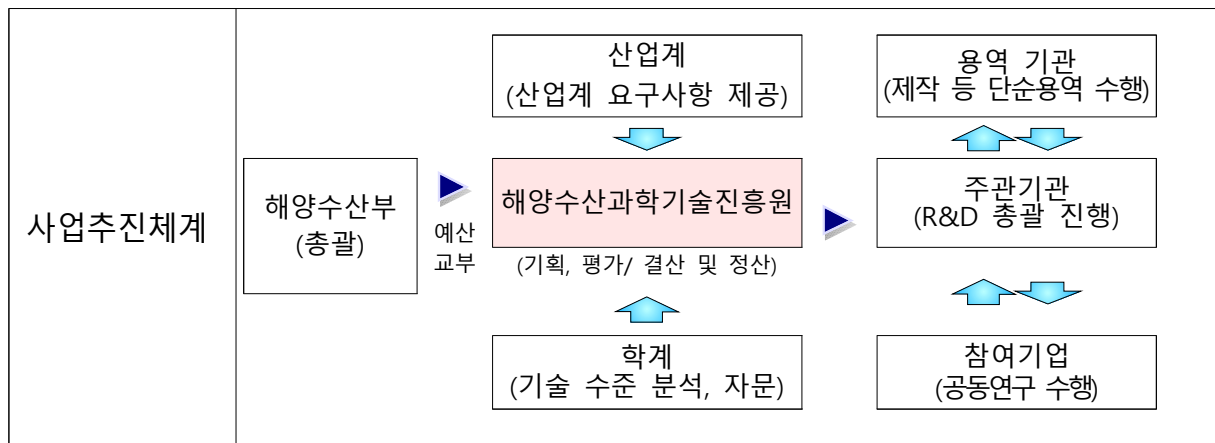 사업추진체계
해양수산부
(총괄)
예산
교부
산업계
(산업계 요구사항 제공)
해양수산과학기술진흥원
(기획, 평가/ 결산 및 정산)
학계
(기술 수준 분석, 자문)
용역 기관
(제작 등 단순용역 수행)
주관기관
(R&D 총괄 진행)
참여기업
(공동연구 수행)